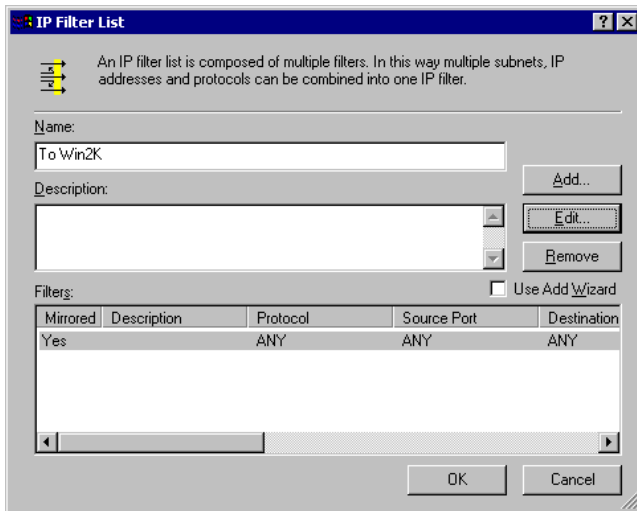 IP Filter List
An IP filter list is composed of multiple filters. In this way multiple subnets, IP
addresses and protocols can be combined into one IP filter.
Name:
To Win2K
Add...
Description:
Edit...
Remove
Filters:
Use Add Wizard
Mirrored Description Protocol Source Port Destination
Yes ANY ANY ANY
OK Cancel